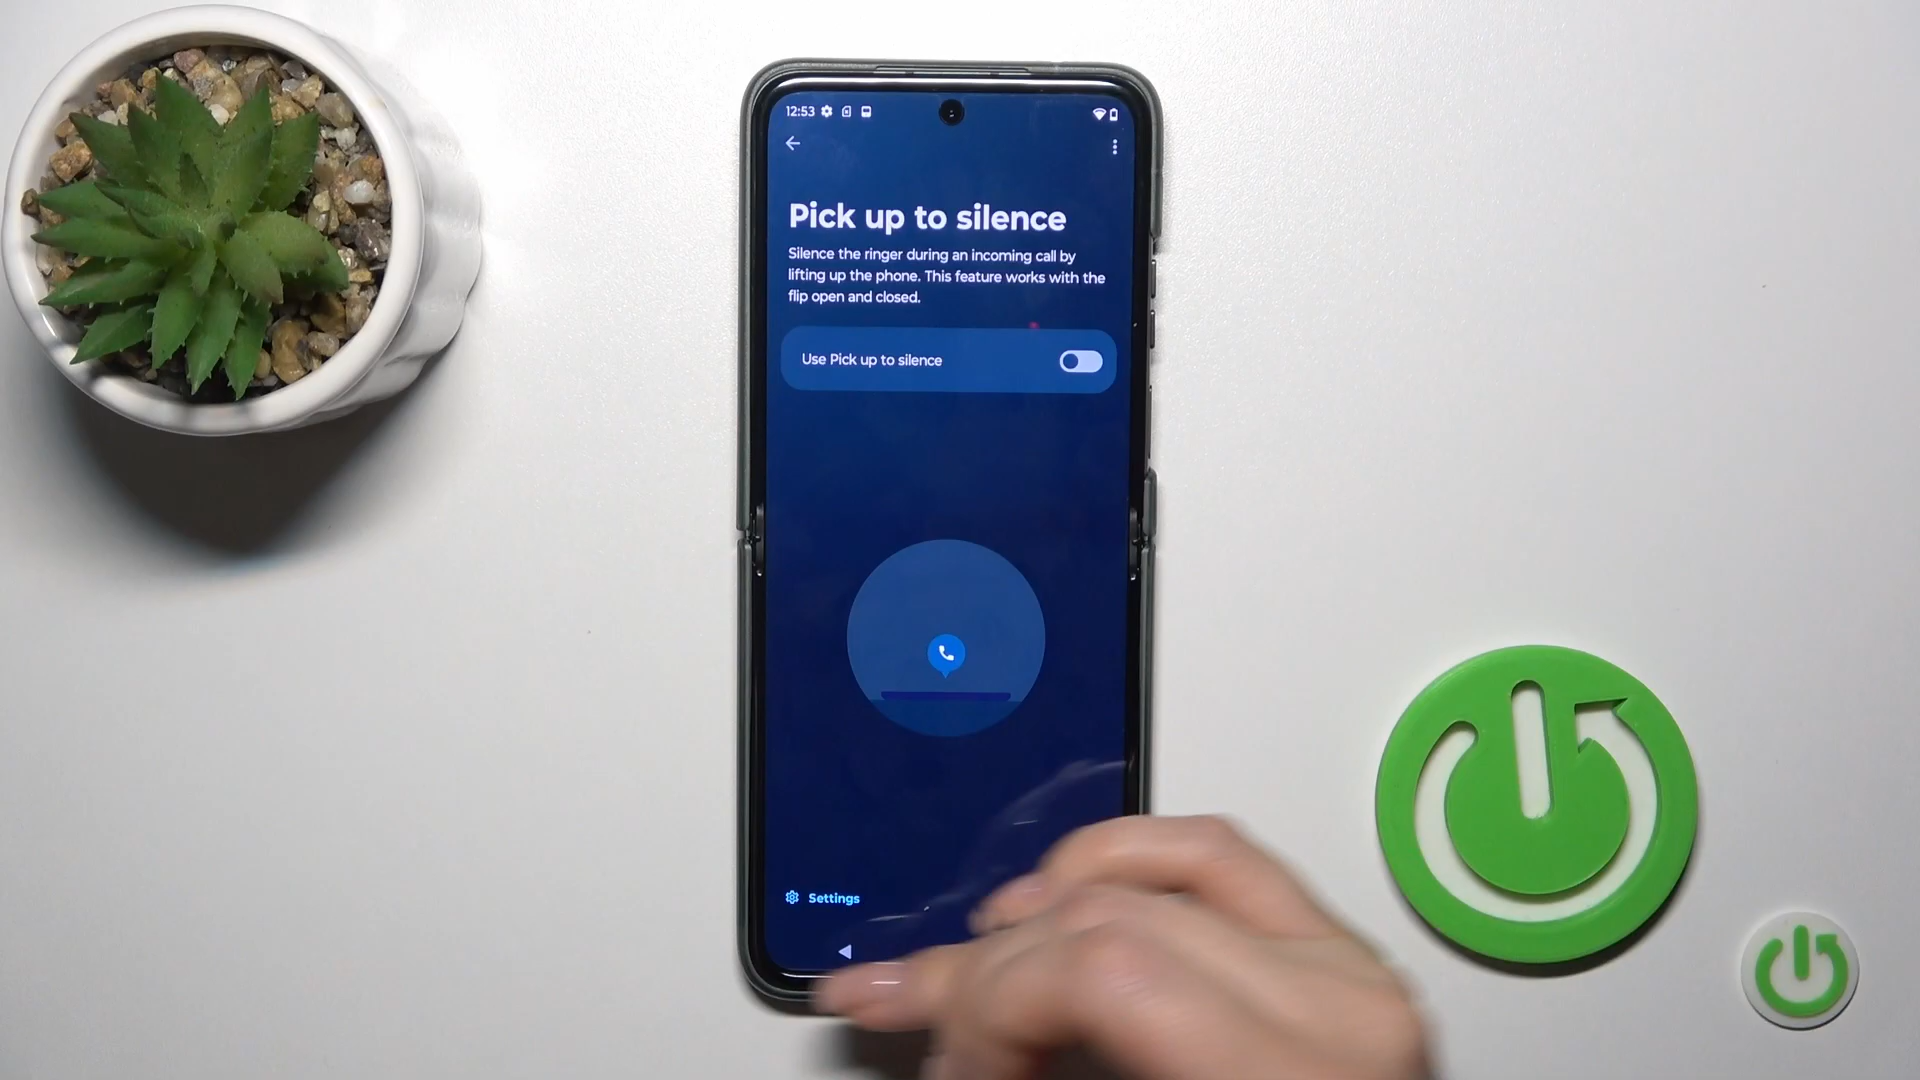 12:53
Pick up to silence
Silence the ringer during an incoming call by
lifting up the phone. This feature works with the
flip open and closed.
Use Pick up to silence
Settings